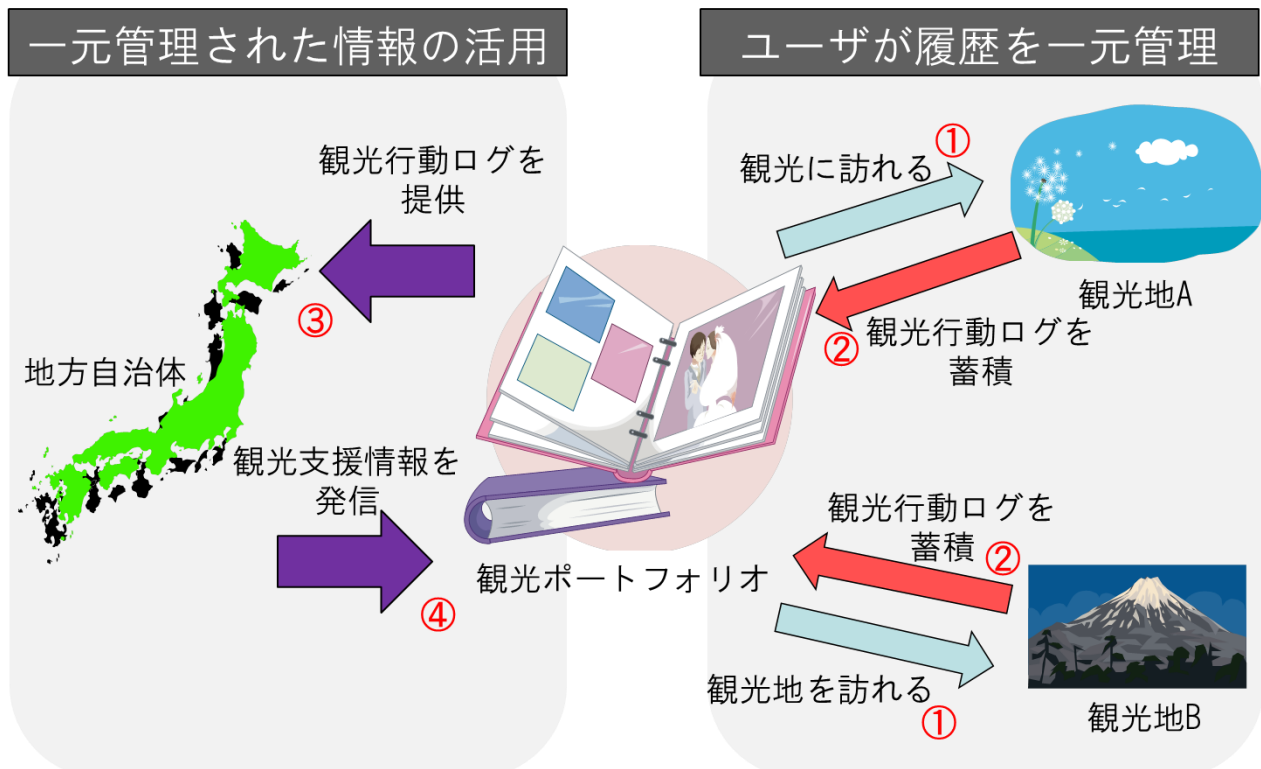 一元管理された情報の活用
ユーザが履歴を一元管理
観光行動ログを
提供
③
地方自治体
観光支援情報を
発信
④
観光ポートフォリオ
①
観光に訪れる
観光地A
②
観光行動ログを
蓄積
観光行動ログを
蓄積
②
観光地を訪れる
①
観光地B